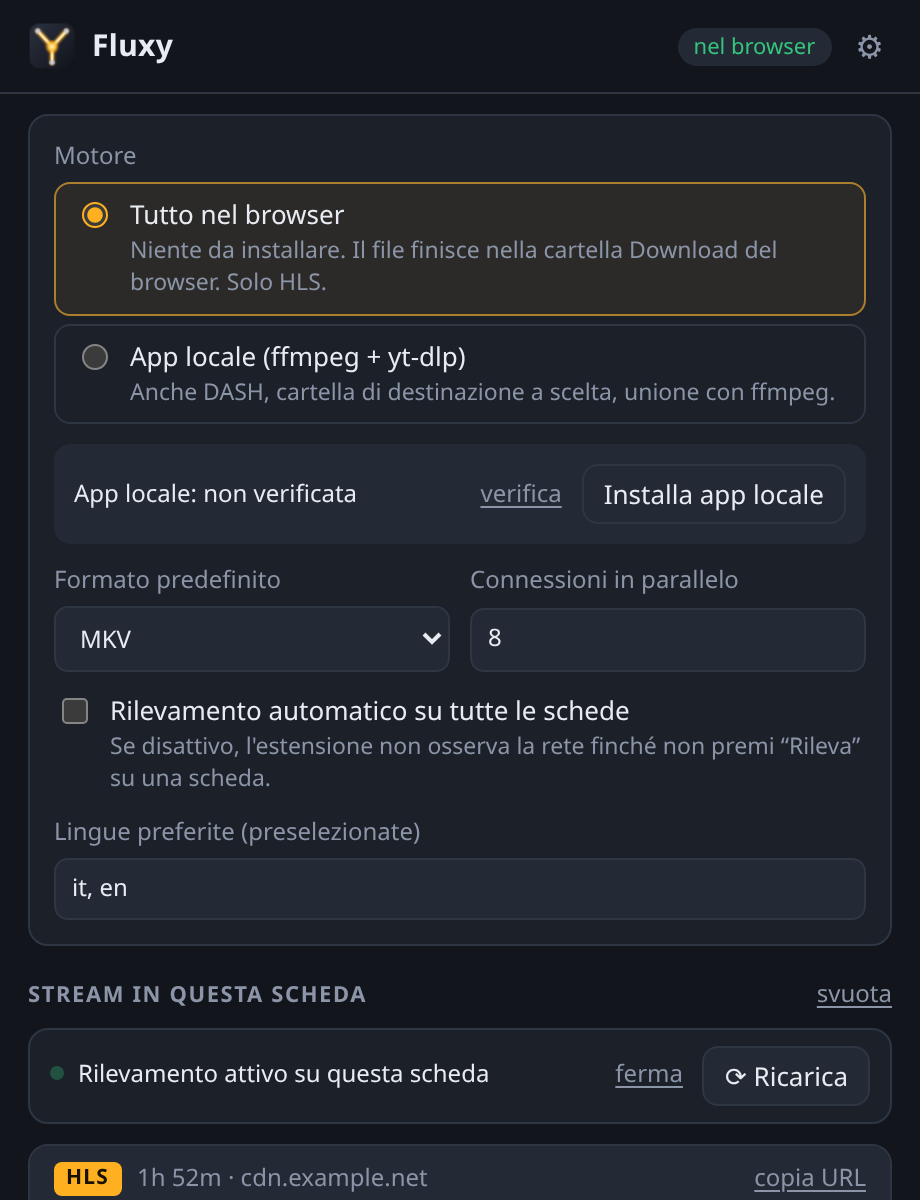 Fluxy
nel browser
Motore
Tutto nel browser
Niente da installare. Il file finisce nella cartella Download del
browser. Solo HLS.
App locale (ffmpeg + yt-dlp)
Anche DASH, cartella di destinazione a scelta, unione con ffmpeg.
App locale: non verificata
verifica
Installa app locale
Formato predefinito
Connessioni in parallelo
MKV
8
Rilevamento automatico su tutte le schede
Se disattivo, l'estensione non osserva la rete finché non premi “Rileva”
su una scheda.
Lingue preferite (preselezionate)
it, en
STREAM IN QUESTA SCHEDA
svuota
Rilevamento attivo su questa scheda
ferma
⟳ Ricarica
HLS
1h 52m · cdn.example.net
copia URL